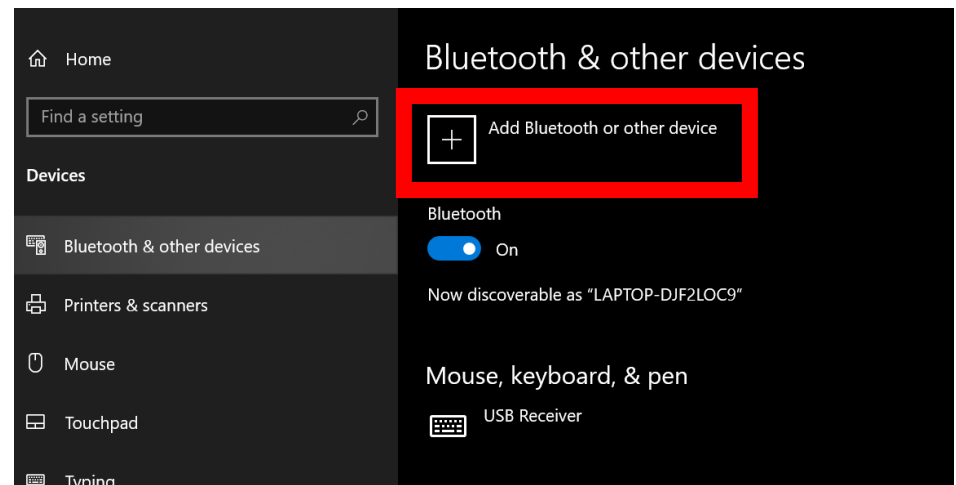 Home
Find a setting
Devices
Bluetooth & other devices
Printers & scanners
Mouse
Touchpad
Typing
Bluetooth & other devices
Add Bluetooth or other device
Bluetooth
On
Now discoverable as “LAPTOP-DJF2LOC9”
Mouse, keyboard, & pen
USB Receiver